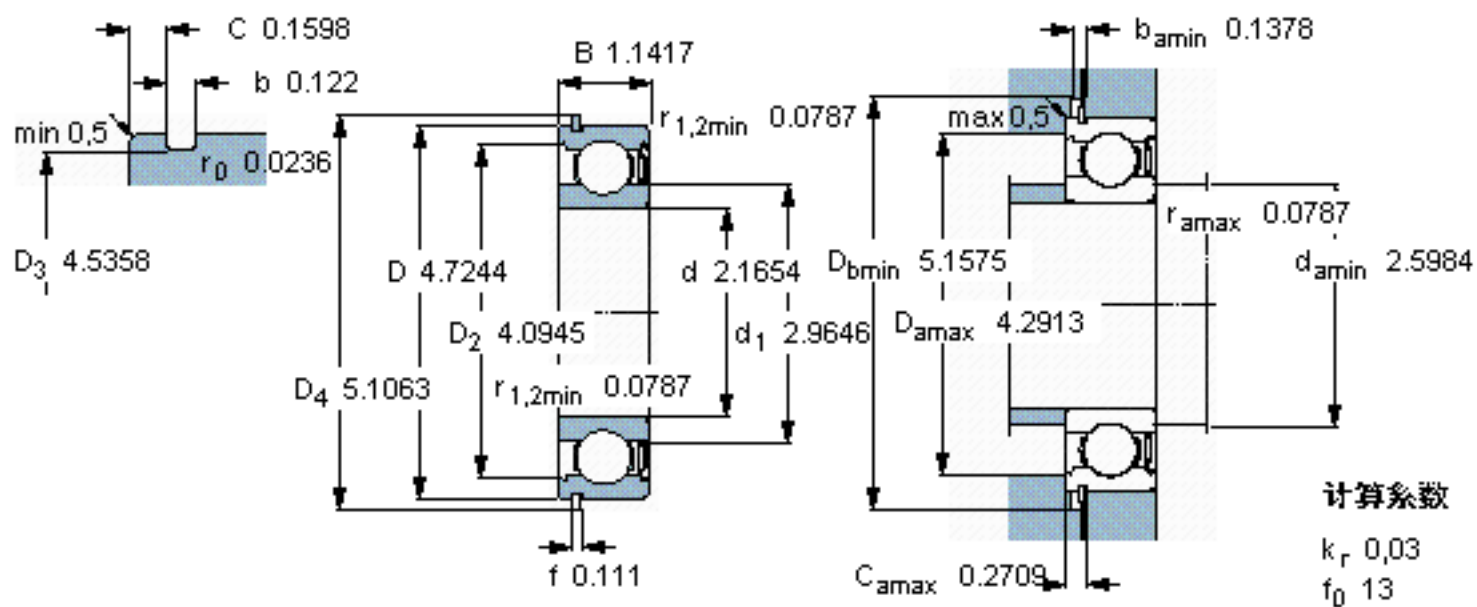 C 0.1598
b 0.122
min 0,5
r0 0.0236
D3 4.5358
B 1.1417
r1,2min 0.0787
D 4.7244
d 2.1654
D2 4.0945
d1 2.9646
D4 5.1063
r1,2min 0.0787
f 0.111
bamin 0.1378
max 0,5
ramax 0.0787
Dbmin 5.1575
damin 2.5984
Damax 4.2913
Camax 0.2709
计算系数
kr 0,03
f0 13